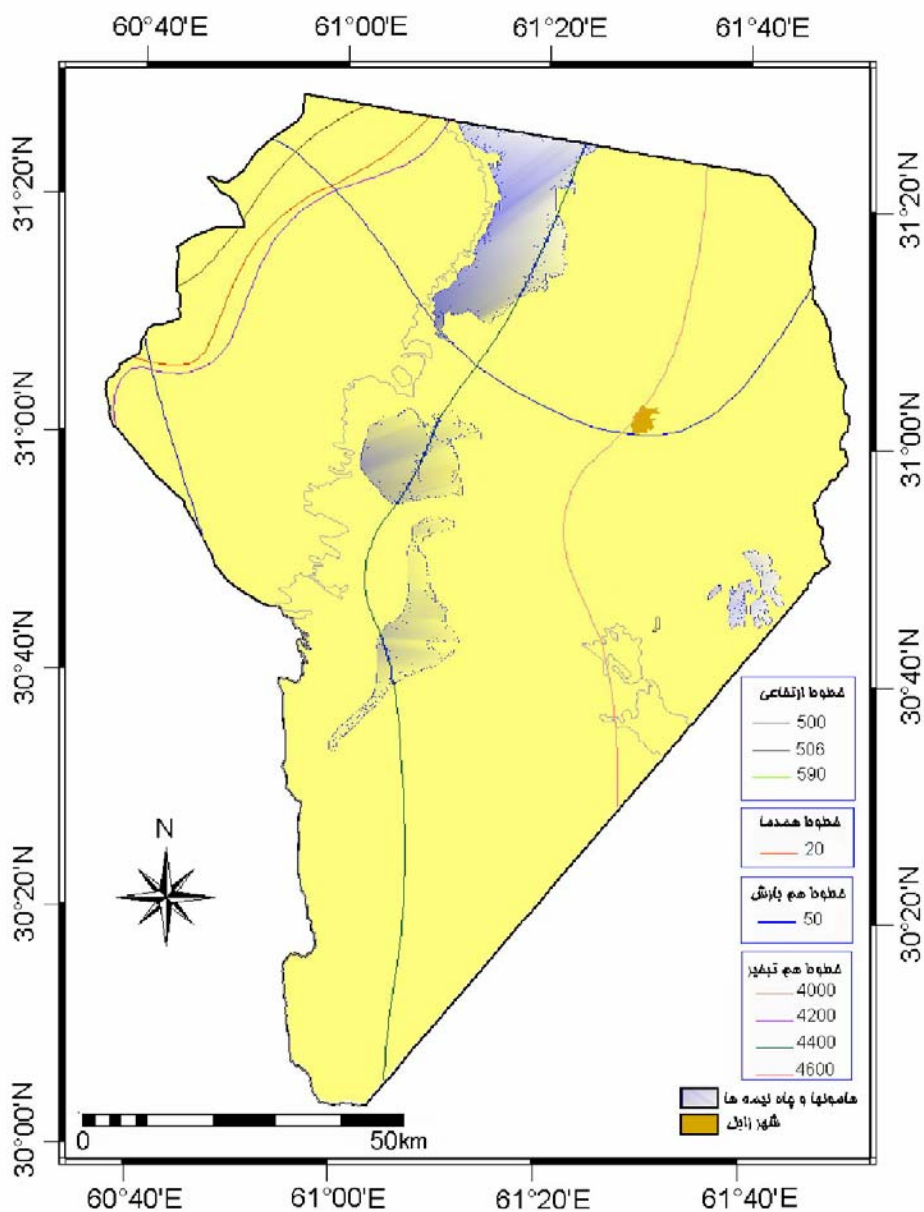 60°40'E 61°00'E 61°20'E 61°40'E
31°20'N
31°20'N
31°00'N
31°00'N
30°40'N
30°40'N
خطوط ارتفاعی
500
506
590
خطوط همدما
20
خطوط هم بارش
50
خطوط هم تبخیر
4000
4200
4400
4600
هامونها و چاه نیمه ها
شهر زابل
N
30°20'N
30°20'N
30°00'N
30°00'N
0 50km
60°40'E 61°00'E 61°20'E 61°40'E